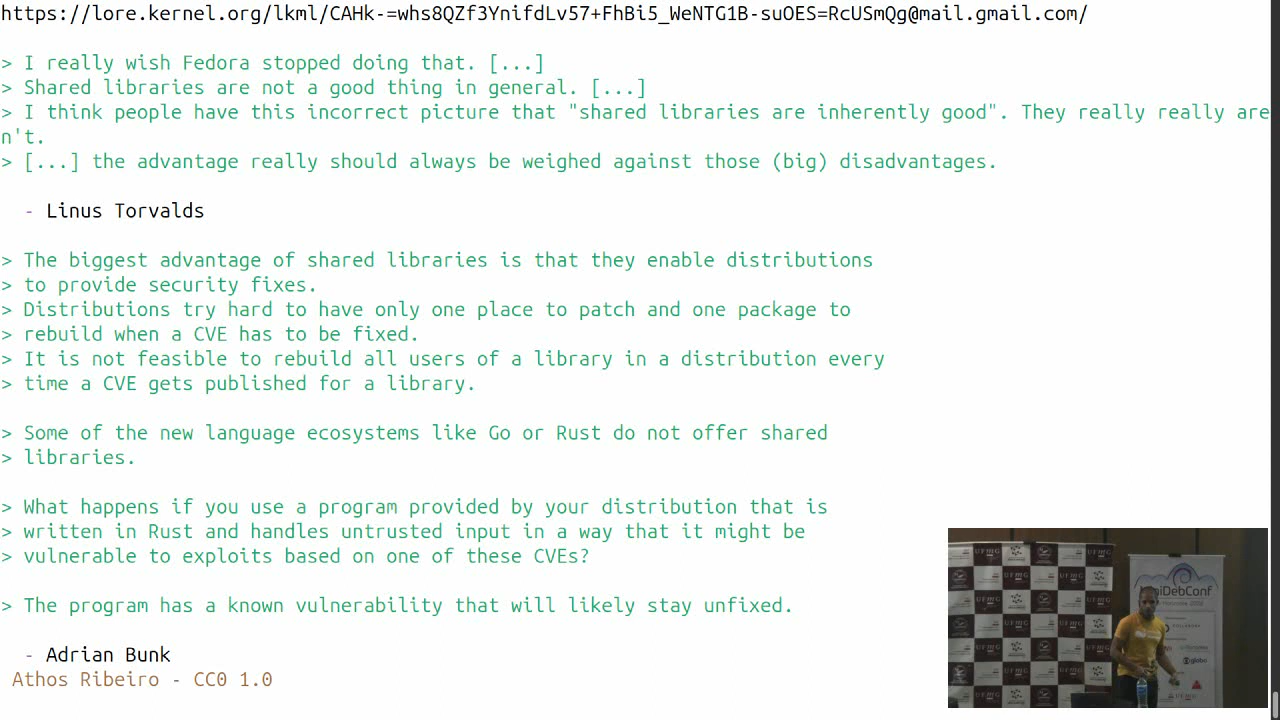 https://lore.kernel.org/lkml/CAHk-=whs8QZf3YnifdLv57+FhBi5_WeNTG1B-suOES=RcUSmQg@mail.gmail.com/
> I really wish Fedora stopped doing that. [...]
> Shared libraries are not a good thing in general. [...]
> I think people have this incorrect picture that "shared libraries are inherently good". They really really are
n't.
> [...] the advantage really should always be weighed against those (big) disadvantages.
- Linus Torvalds
> The biggest advantage of shared libraries is that they enable distributions
> to provide security fixes.
> Distributions try hard to have only one place to patch and one package to
> rebuild when a CVE has to be fixed.
> It is not feasible to rebuild all users of a library in a distribution every
> time a CVE gets published for a library.
> Some of the new language ecosystems like Go or Rust do not offer shared
> libraries.
> What happens if you use a program provided by your distribution that is
> written in Rust and handles untrusted input in a way that it might be
> vulnerable to exploits based on one of these CVEs?
> The program has a known vulnerability that will likely stay unfixed.
- Adrian Bunk
Athos Ribeiro - CC0 1.0
UFMG
globo